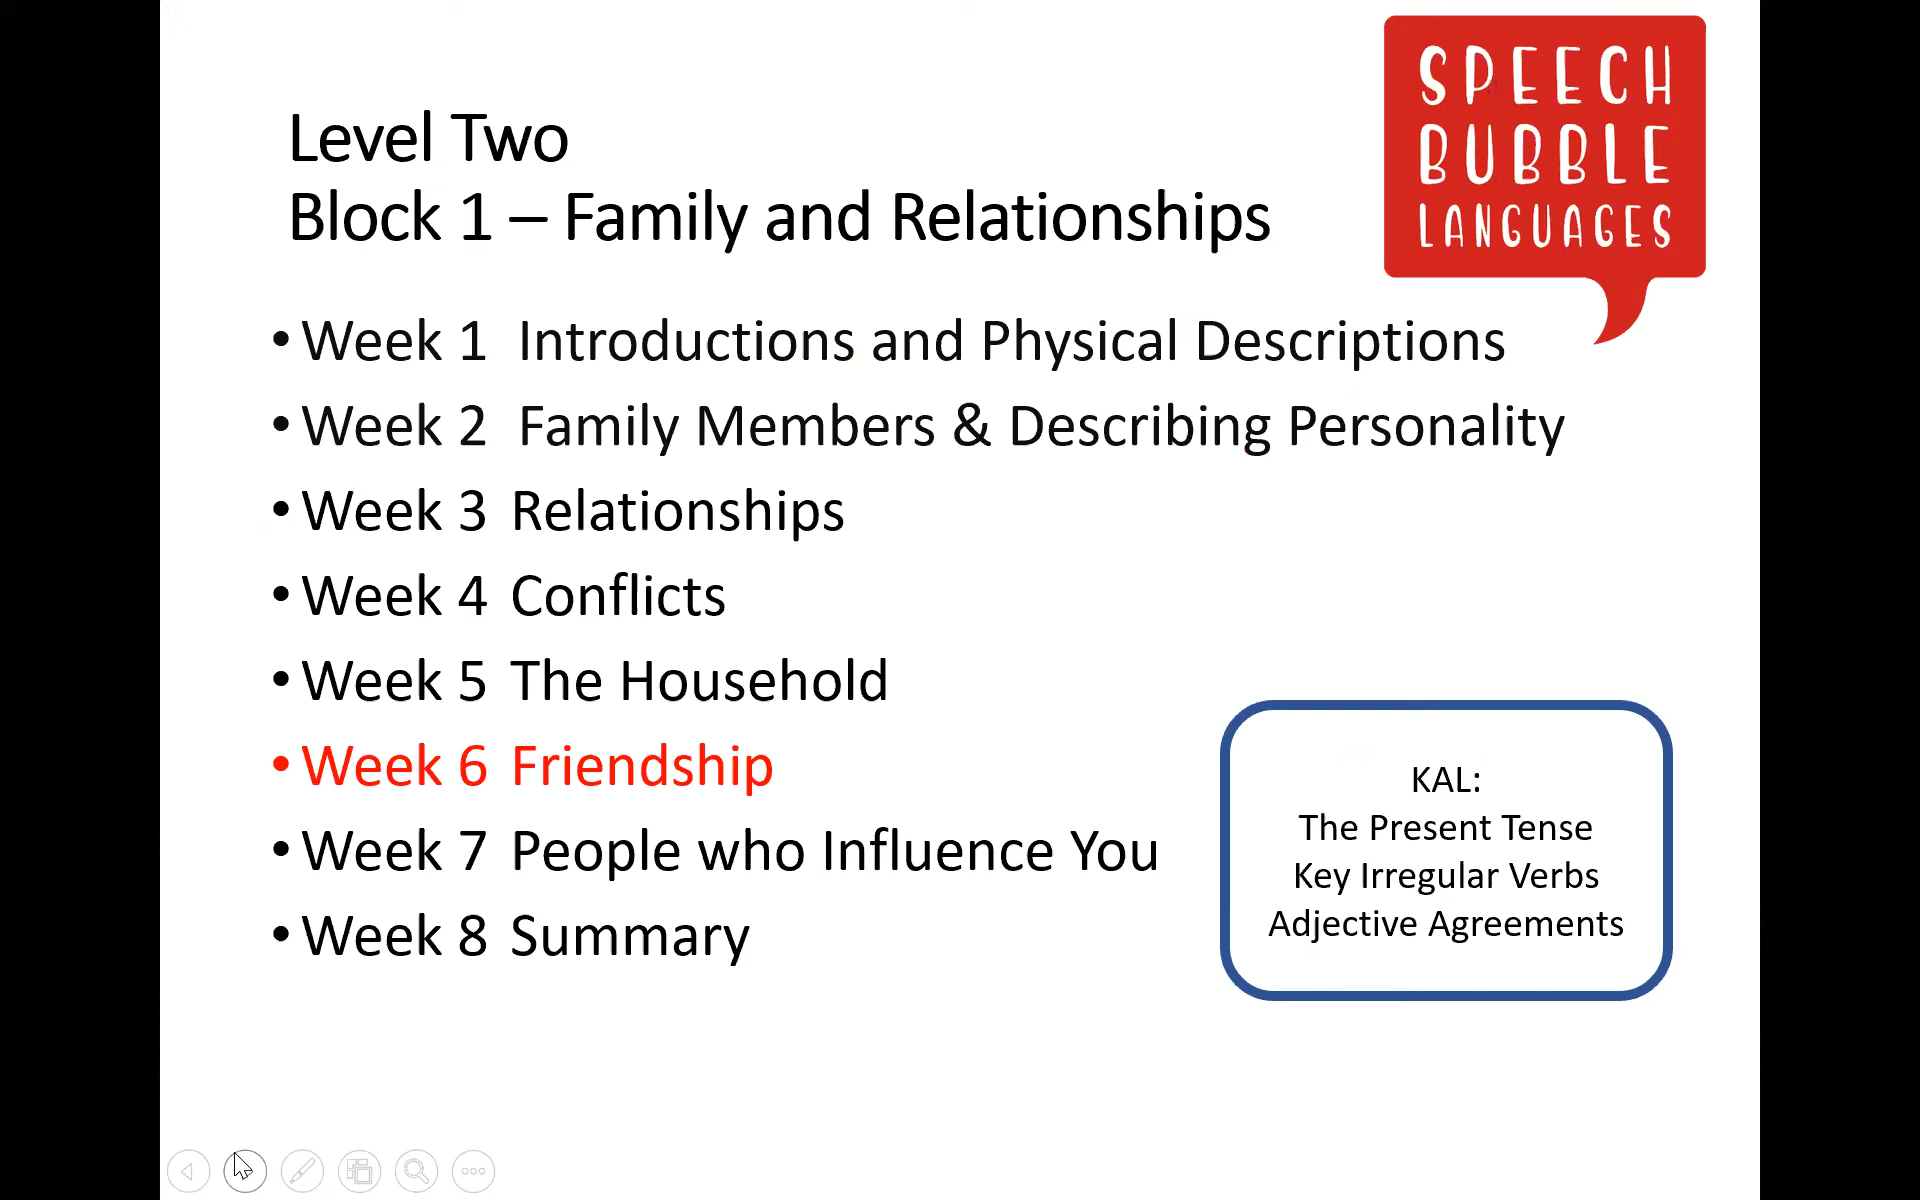 SPEECH
BUBBLE
LANGUAGES
Level Two
Block 1 – Family and Relationships
• Week 1 Introductions and Physical Descriptions
• Week 2 Family Members & Describing Personality
• Week 3 Relationships
• Week 4 Conflicts
• Week 5 The Household
• Week 6 Friendship
• Week 7 People who Influence You
• Week 8 Summary
KAL:
The Present Tense
Key Irregular Verbs
Adjective Agreements